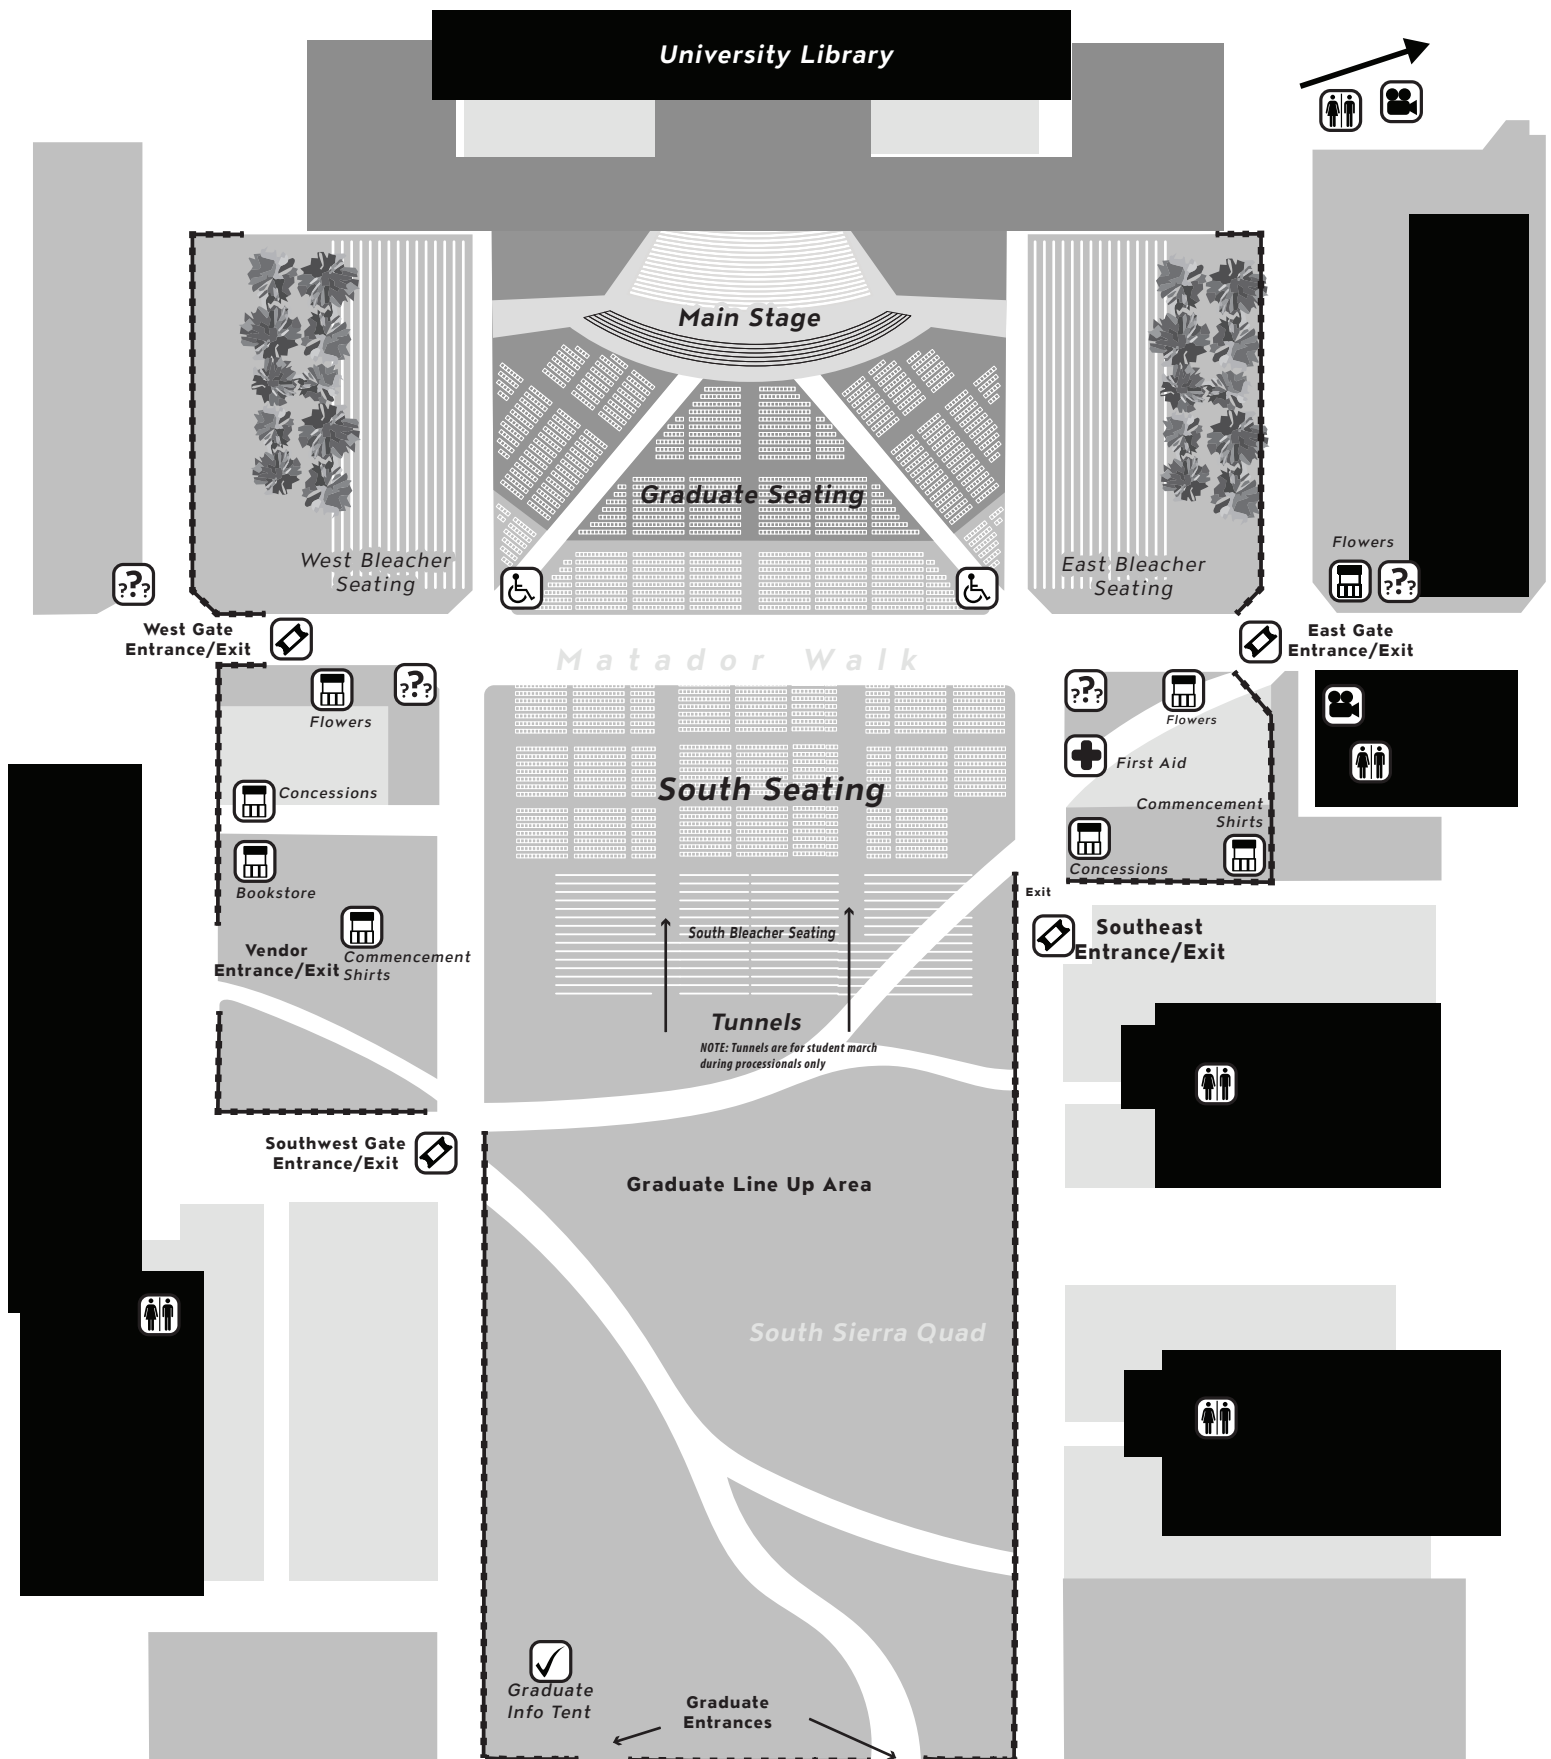 University Library
Main Stage
Graduate Seating
West Bleacher
Seating
East Bleacher
Seating
Flowers
???
???
West Gate
Entrance/Exit
East Gate
Entrance/Exit
Matador Walk
???
???
Flowers
Flowers
First Aid
Concessions
South Seating
Commencement
Shirts
Concessions
Bookstore
Exit
Vendor
Entrance/Exit
Commencement
Shirts
South Bleacher Seating
Southeast
Entrance/Exit
Tunnels
NOTE: Tunnels are for student march
during processionals only
Southwest Gate
Entrance/Exit
Graduate Line Up Area
South Sierra Quad
Graduate
Info Tent
Graduate
Entrances